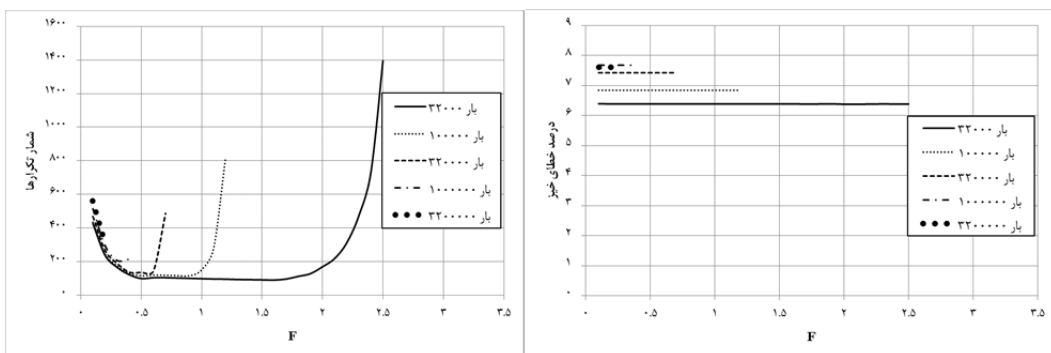 ۱۶۰۰
۱۴۰۰
۱۲۰۰
۱۰۰۰
۸۰۰
۶۰۰
۴۰۰
۲۰۰
۰
شمار تکرارها
۰ ۰.۵ ۱ ۱.۵ ۲ ۲.۵ ۳ ۳.۵
F
بار ۳۲۰۰۰
بار ۱۰۰۰۰۰
بار ۳۲۰۰۰۰
بار ۱۰۰۰۰۰۰
بار ۳۲۰۰۰۰۰
۹
۸
۷
۶
۵
۴
۳
۲
۱
۰
درصد خطای خیز
۰ ۰.۵ ۱ ۱.۵ ۲ ۲.۵ ۳ ۳.۵
F
بار ۳۲۰۰۰
بار ۱۰۰۰۰۰
بار ۳۲۰۰۰۰
بار ۱۰۰۰۰۰۰
بار ۳۲۰۰۰۰۰